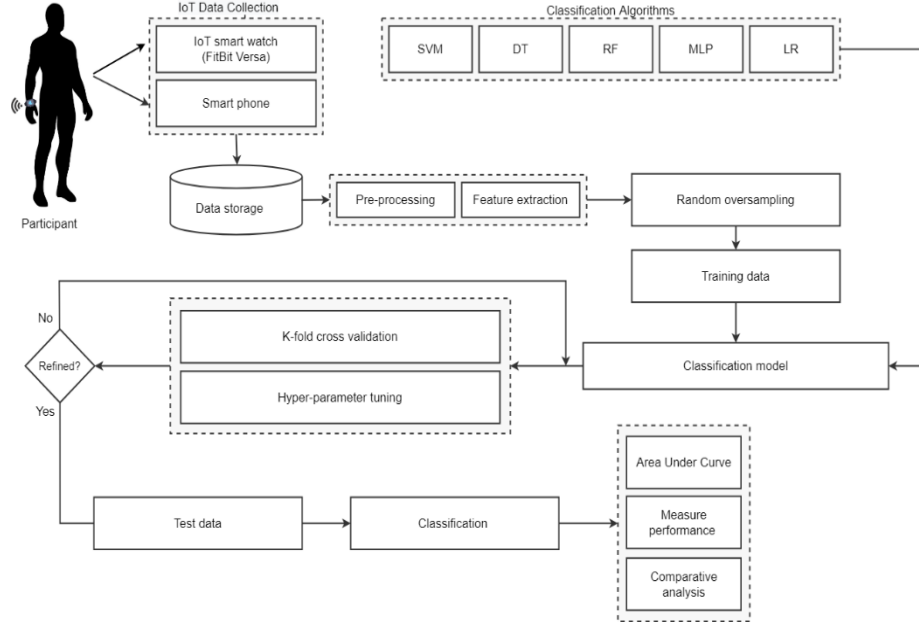 IoT Data Collection
Classification Algorithms
IoT smart watch
(FitBit Versa)
Smart phone
SVM
DT
RF
MLP
LR
Participant
Data storage
Pre-processing
Feature extraction
Random oversampling
Training data
No
K-fold cross validation
Refined?
Hyper-parameter tuning
Classification model
Yes
Test data
Classification
Area Under Curve
Measure
performance
Comparative
analysis